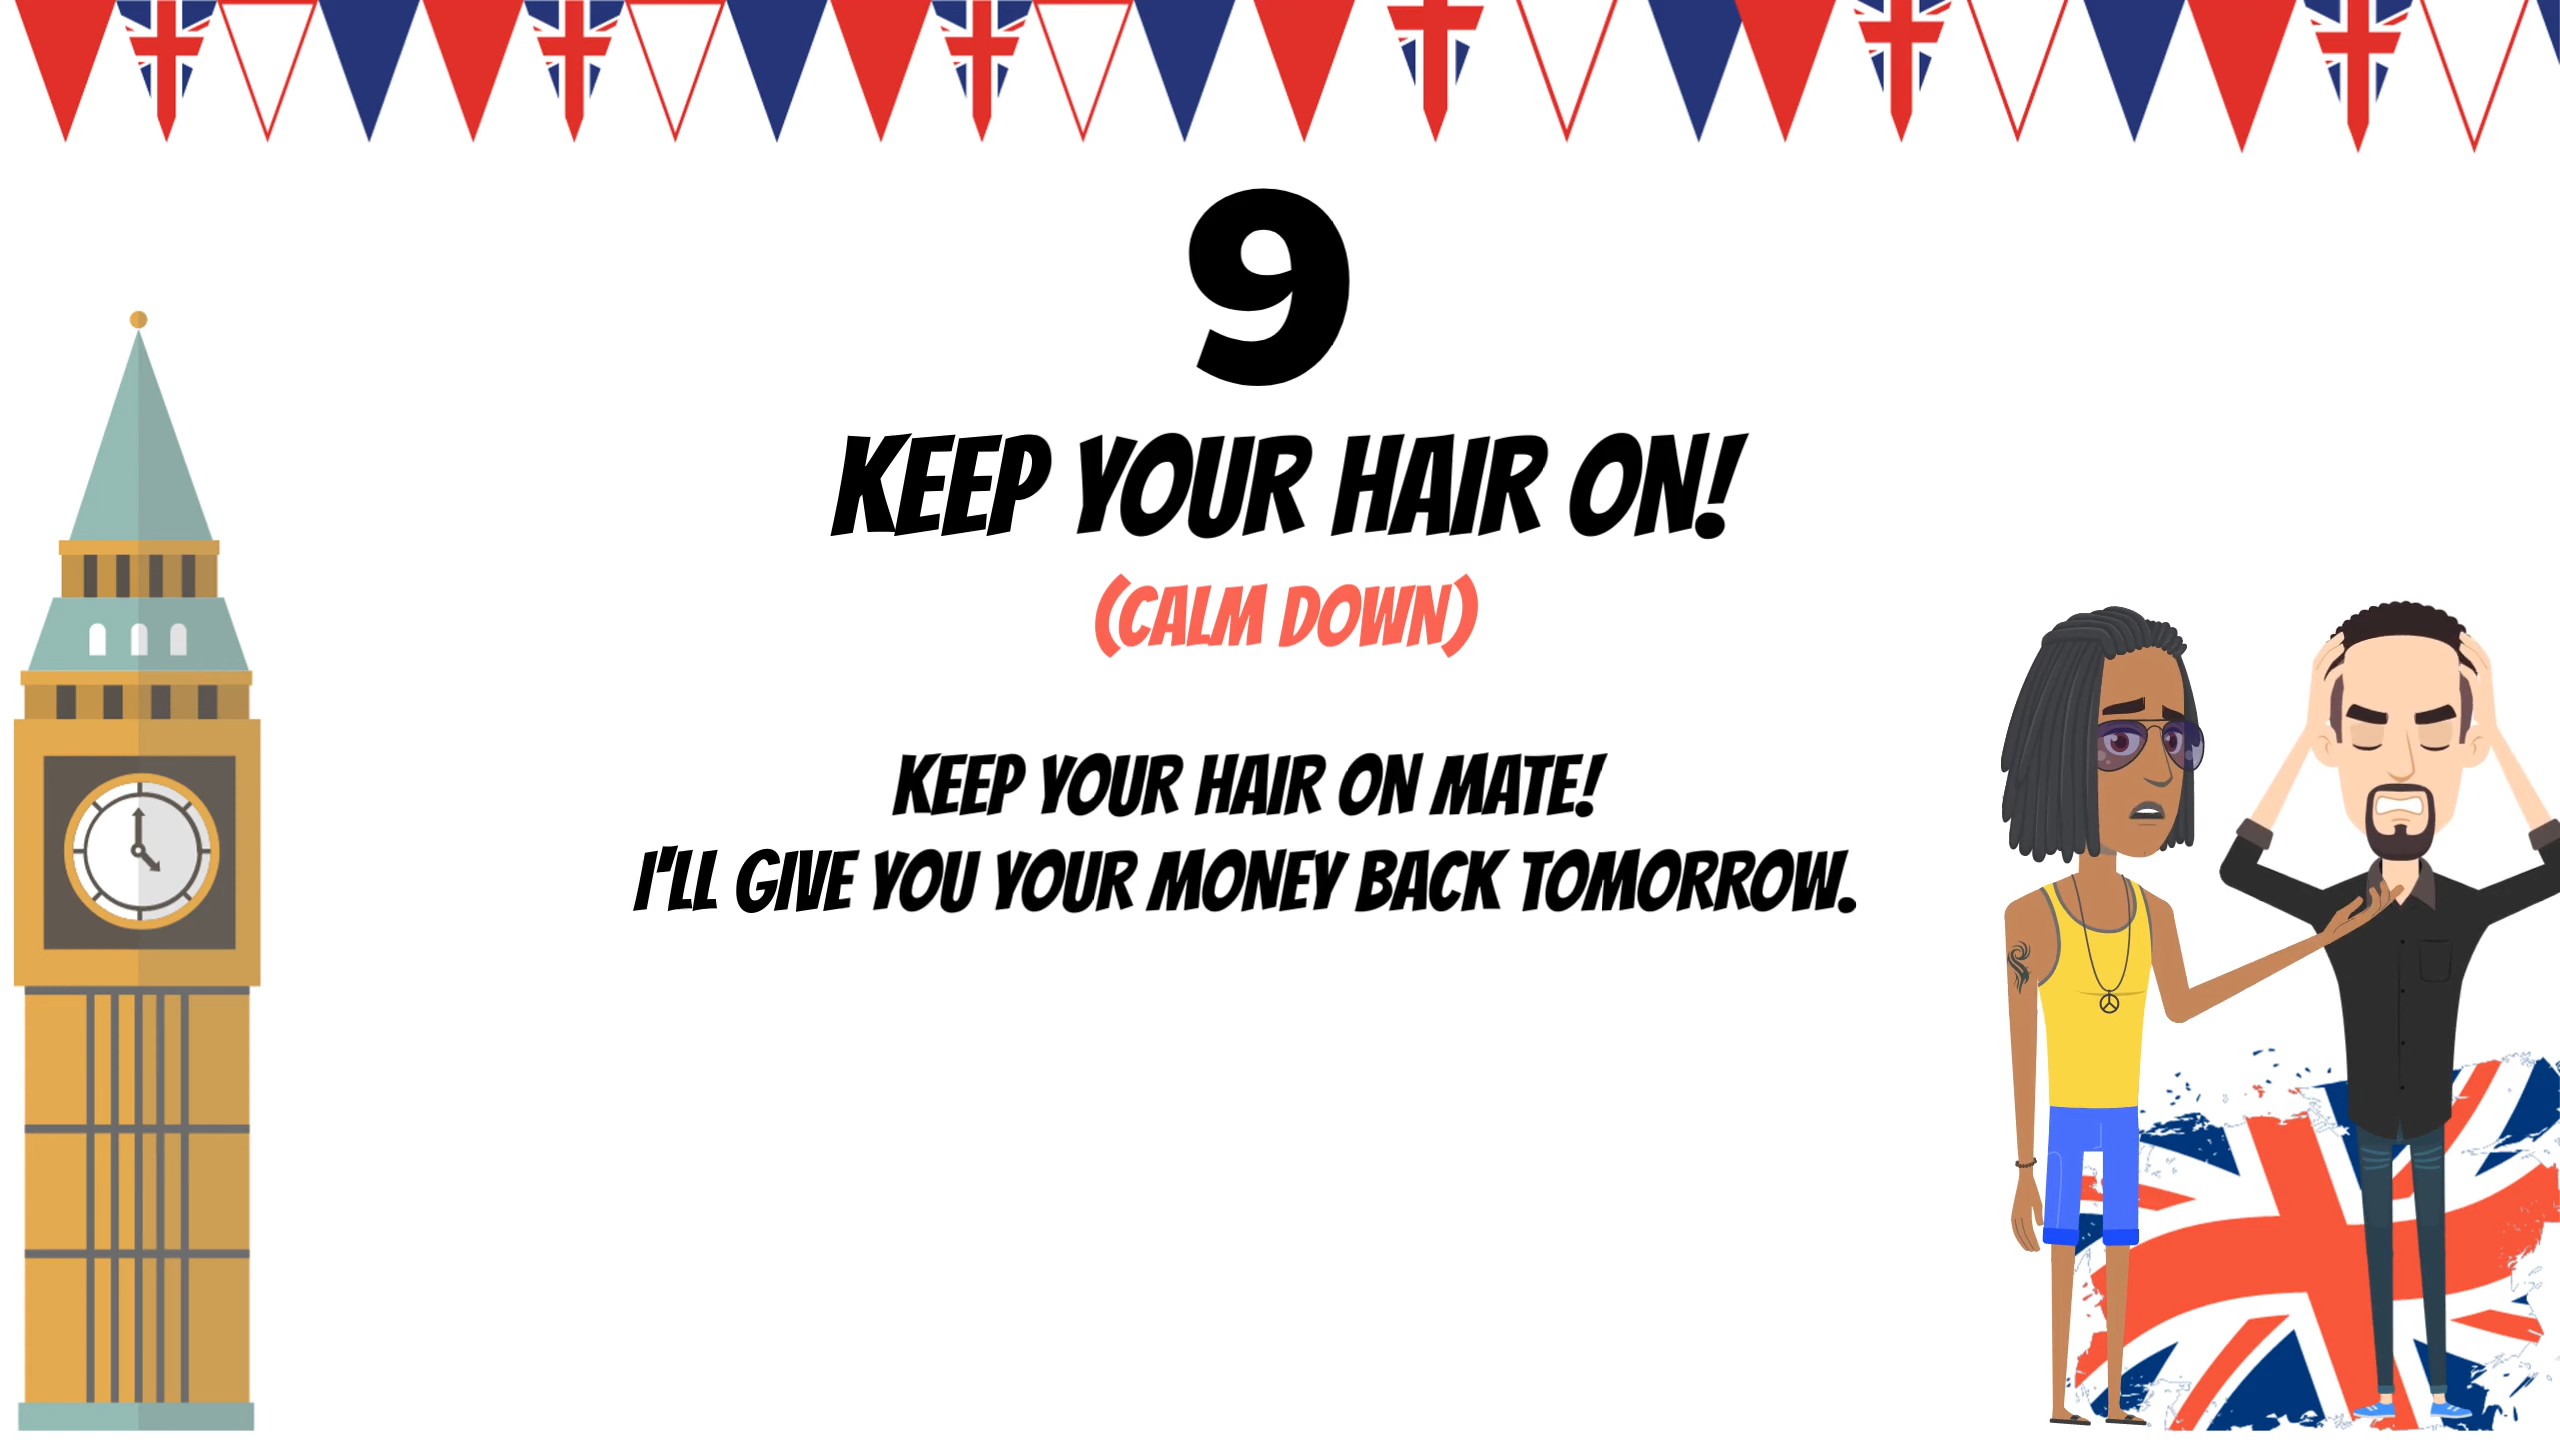 9
KEEP YOUR HAIR ON!
(CALM DOWN)
KEEP YOUR HAIR ON MATE!
I'LL GIVE YOU YOUR MONEY BACK TOMORROW.